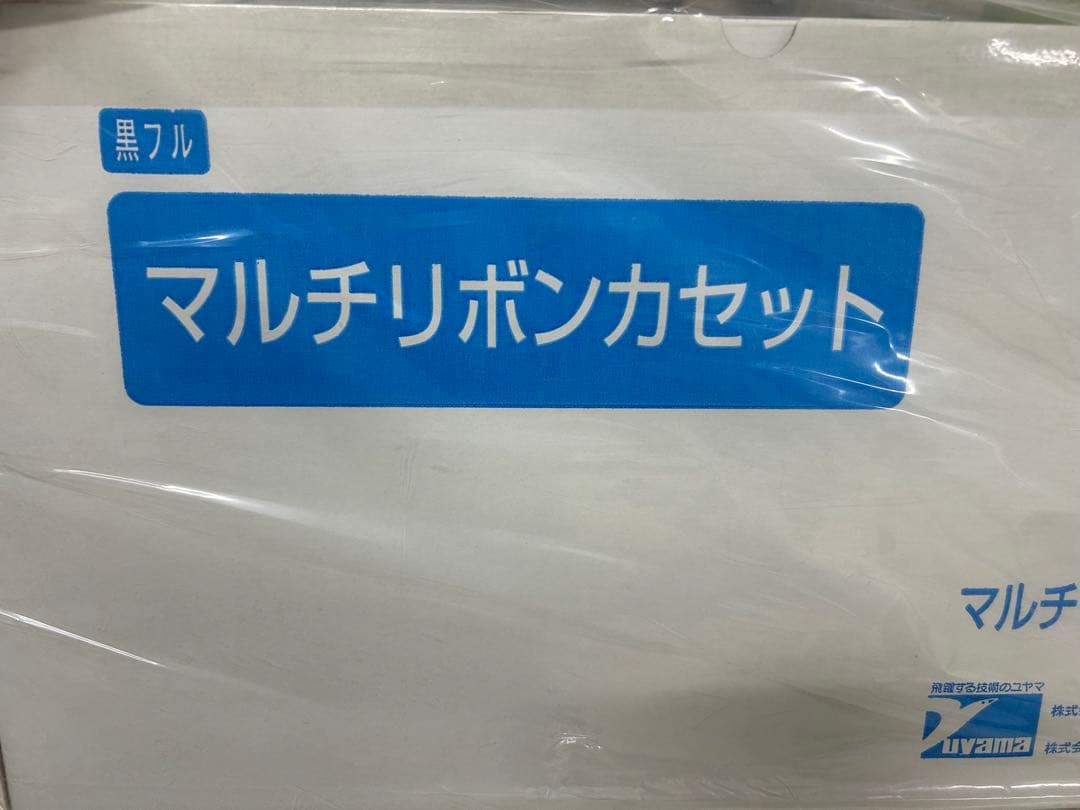 黒フル
マルチリボンカセット
マルチ
飛躍する技術のユヤマ
Yuyama
株式
株式会